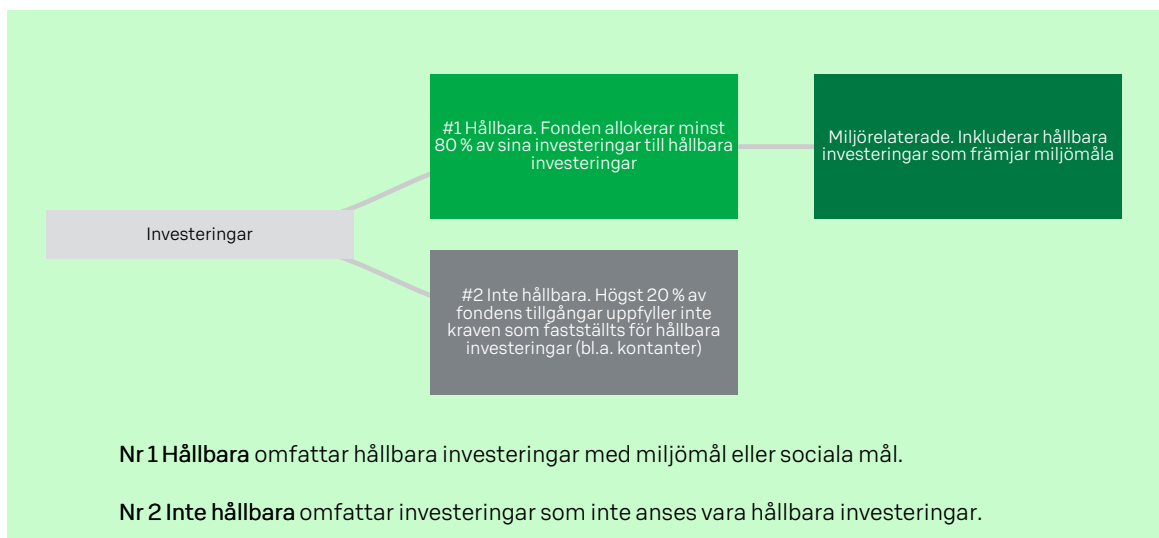 #1 Hållbara. Fonden allokerar minst
80 % av sina investeringar till hållbara
investeringar
Miljörelaterade. Inkluderar hållbara
investeringar som främjar miljömåla
Investeringar
#2 Inte hållbara. Högst 20 % av
fondens tillgångar uppfyller inte
kraven som fastställts för hållbara
investeringar (bl.a. kontanter)
Nr 1 Hållbara omfattar hållbara investeringar med miljömål eller sociala mål.
Nr 2 Inte hållbara omfattar investeringar som inte anses vara hållbara investeringar.